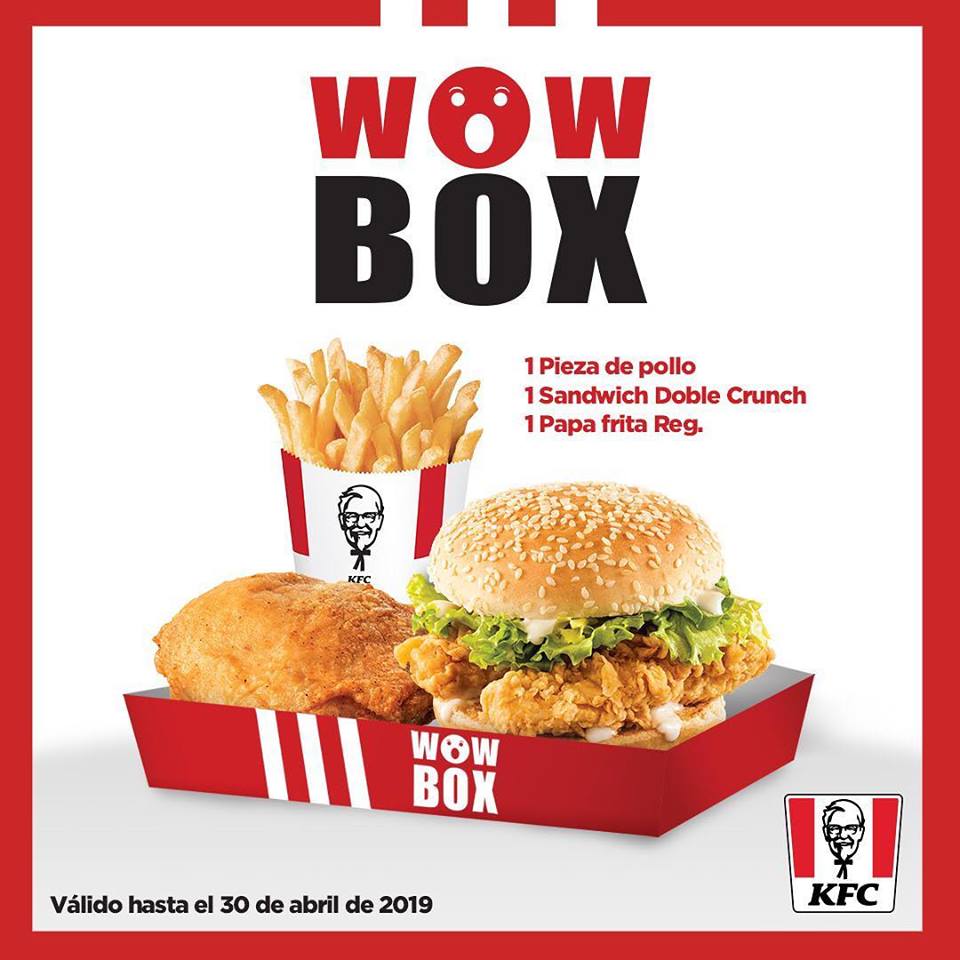 WOW
BOX
1 Pieza de pollo
1 Sandwich Doble Crunch
1 Papa frita Reg.
KFC
WOW
BOX
KFC
Válido hasta el 30 de abril de 2019